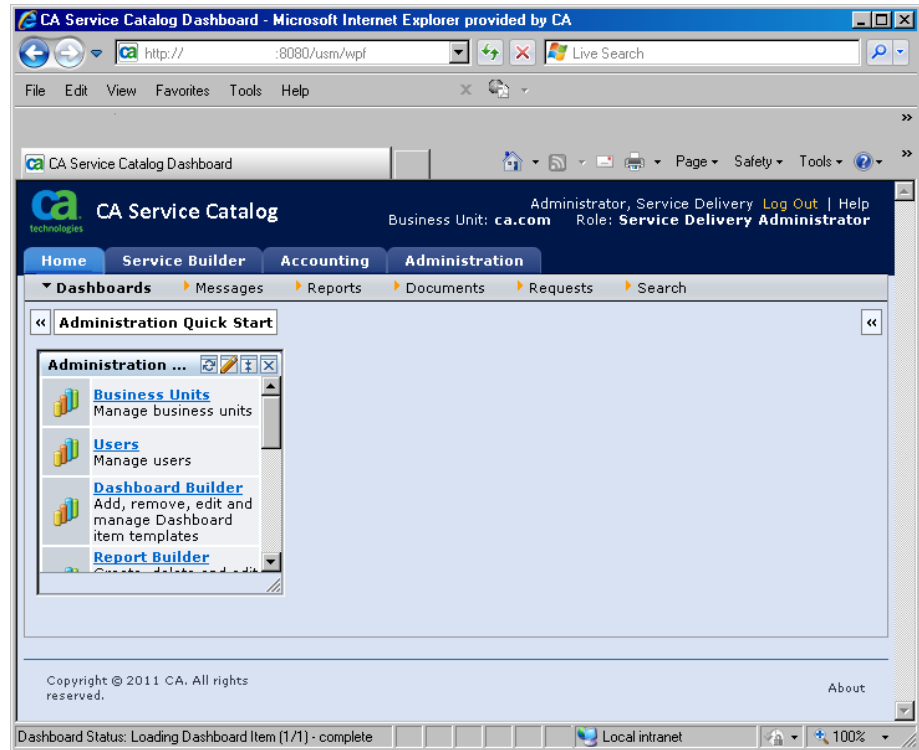 CA Service Catalog Dashboard - Microsoft Internet Explorer provided by CA
http:// :8080/usm/wpf
Live Search
File Edit View Favorites Tools Help
CA Service Catalog Dashboard
Page Safety Tools
ca technologies
CA Service Catalog
Administrator, Service Delivery Log Out | Help
Business Unit: ca.com Role: Service Delivery Administrator
Home Service Builder Accounting Administration
Dashboards Messages Reports Documents Requests Search
« Administration Quick Start «
Administration ...
Business Units
Manage business units
Users
Manage users
Dashboard Builder
Add, remove, edit and
manage Dashboard
item templates
Report Builder
Create, delete and edit
Copyright © 2011 CA. All rights
reserved.
About
Dashboard Status: Loading Dashboard Item (1/1) - complete
Local intranet
100%